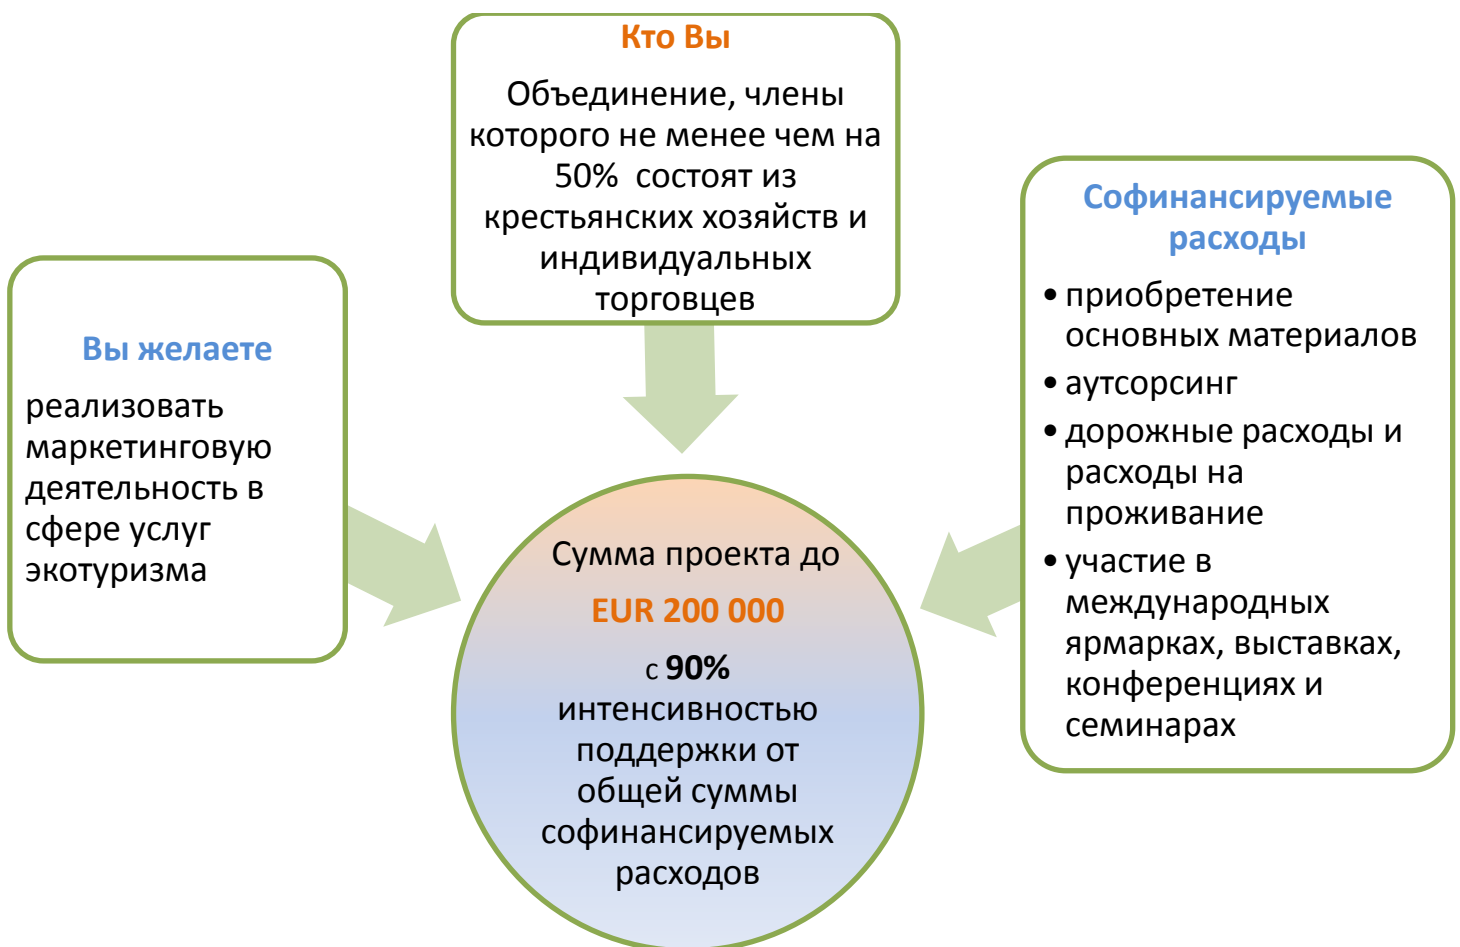 Кто Вы
Объединение, члены
которого не менее чем на
50% состоят из
крестьянских хозяйств и
индивидуальных
торговцев
Вы желаете
реализовать
маркетинговую
деятельность в
сфере услуг
экотуризма
Софинансируемые
расходы
• приобретение
основных материалов
• аутсорсинг
• дорожные расходы и
расходы на
проживание
• участие в
международных
ярмарках, выставках,
конференциях и
семинарах
Сумма проекта до
EUR 200 000
с 90%
интенсивностью
поддержки от
общей суммы
софинансируемых
расходов